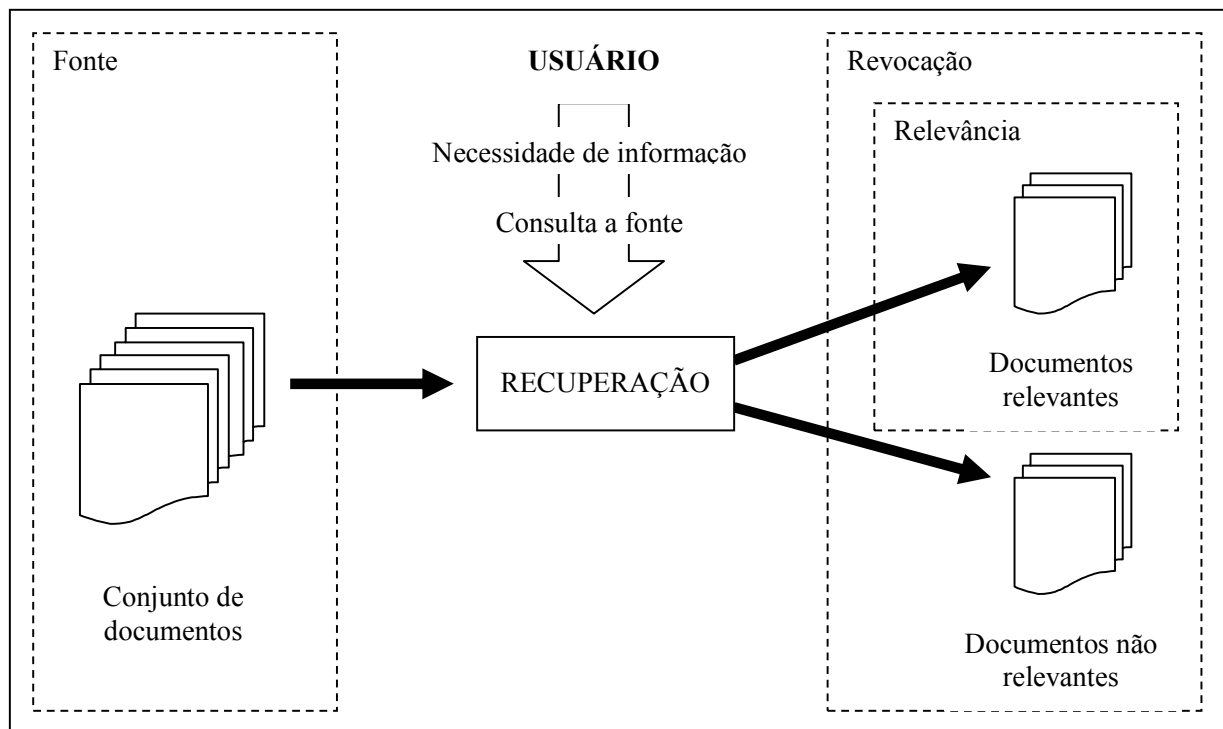 Fonte
Conjunto de
documentos
USUÁRIO
Necessidade de informação
Consulta a fonte
RECUPERAÇÃO
Revocação
Relevância
Documentos
relevantes
Documentos não
relevantes